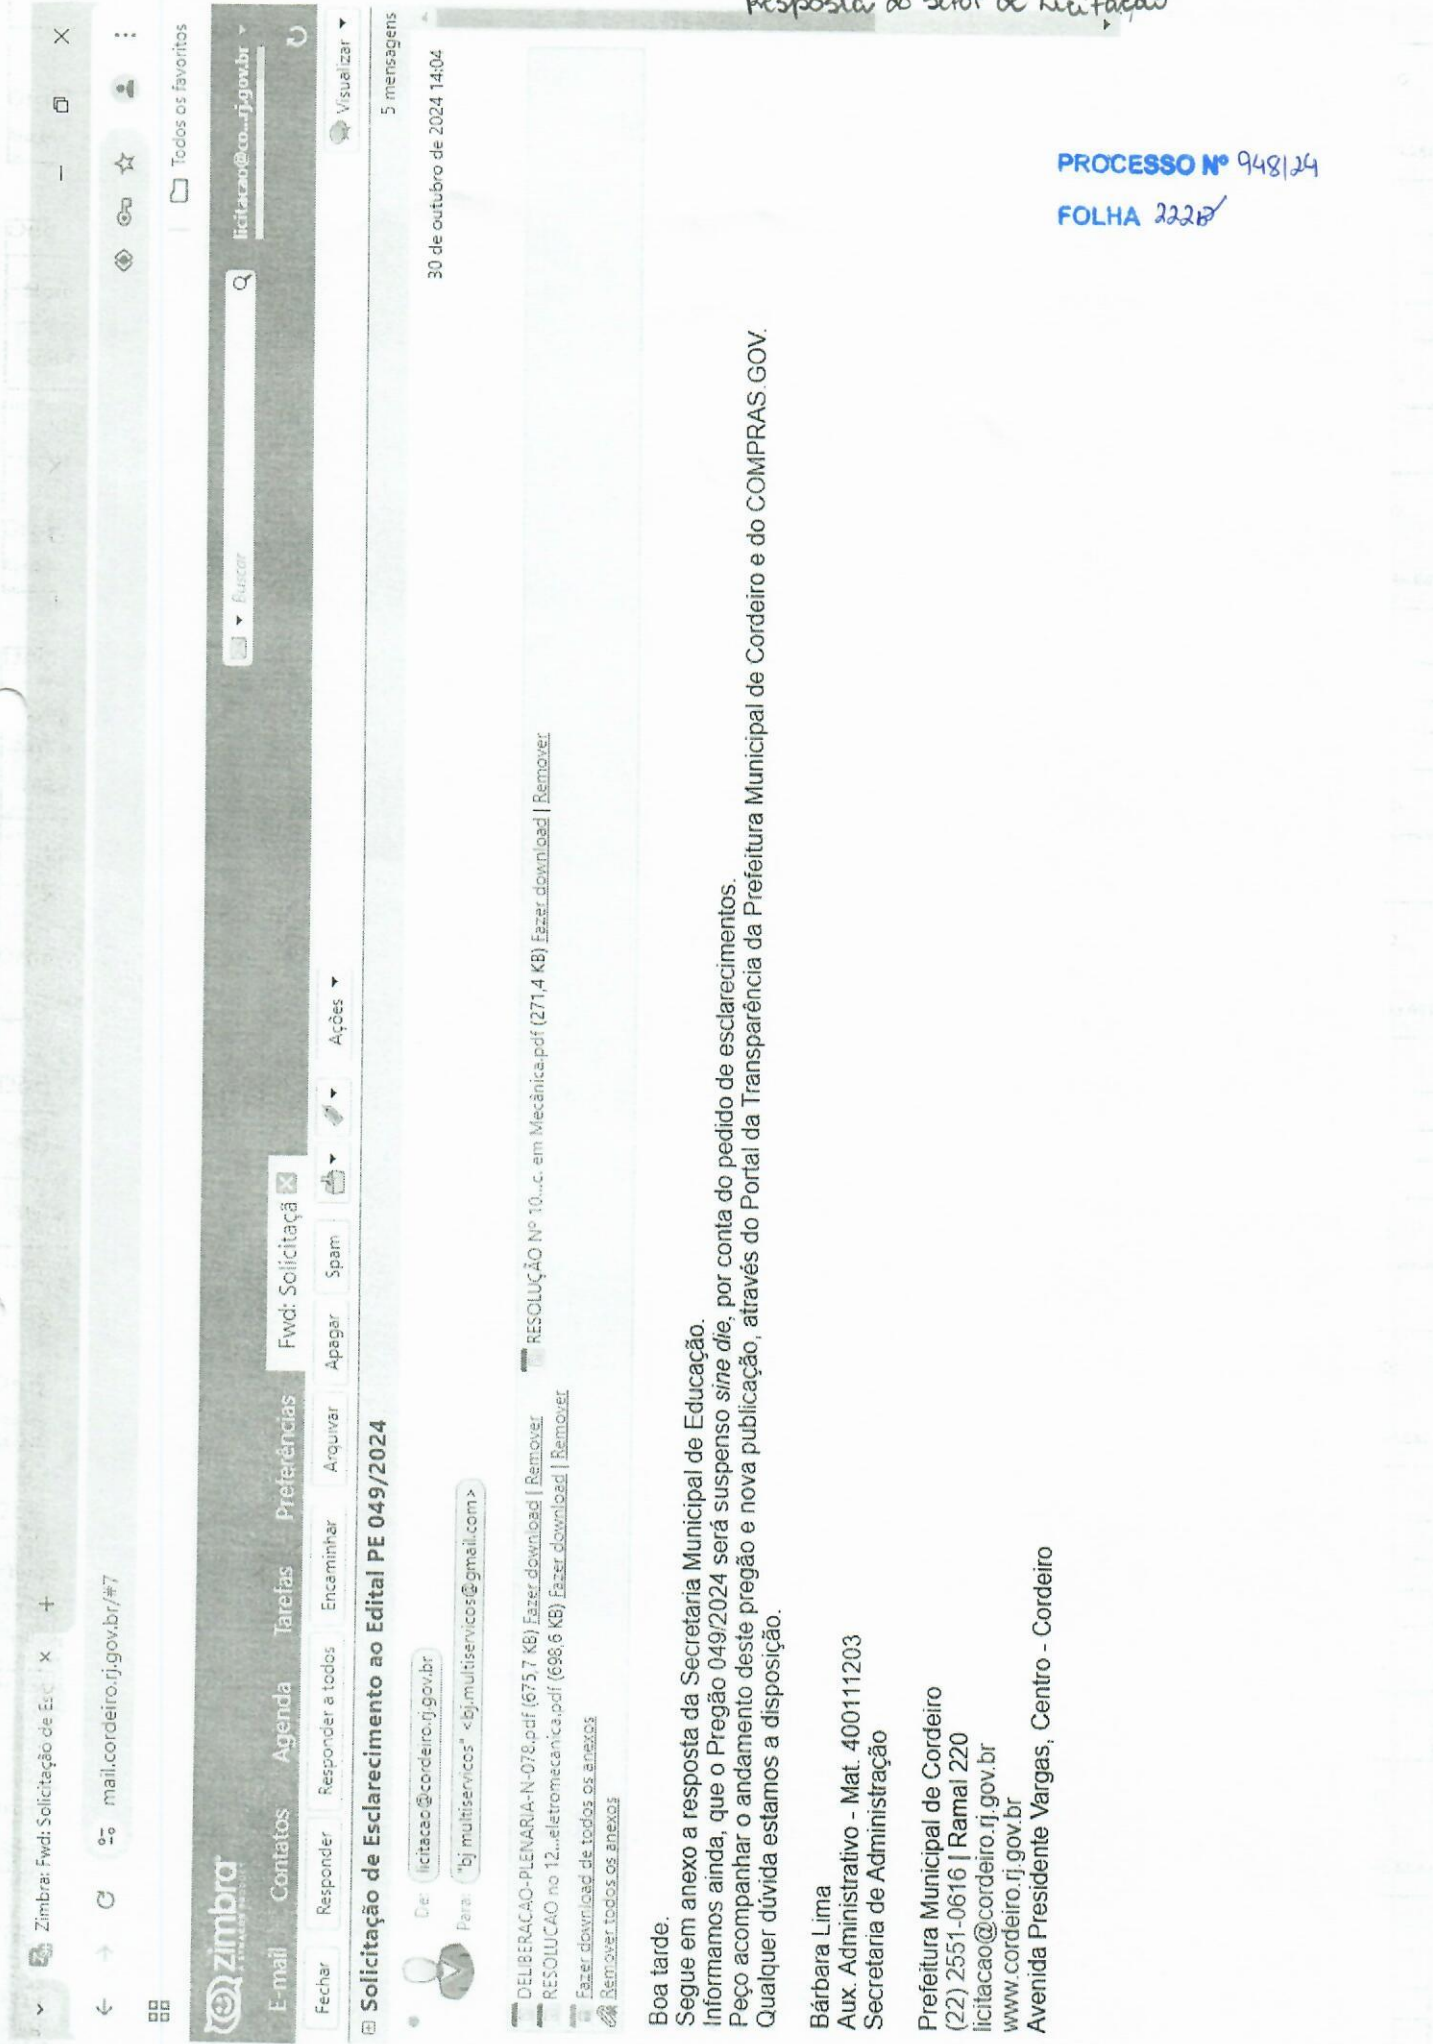 Resposta do setor de Licitação
PROCESSO Nº 948/24
FOLHA 222
Zimbra: Fwd: Solicitação de Esc
mail.cordeiro.rj.gov.br/#7
Todos os favoritos
zimbra
Buscar
licitacao@co...rj.gov.br
E-mail Contatos Agenda Tarefas Preferências Fwd: Solicitaçã
Fechar Responder Responder a todos Encaminhar Arquivar Apagar Spam Ações Visualizar
Solicitação de Esclarecimento ao Edital PE 049/2024 5 mensagens
De: licitacao@cordeiro.rj.gov.br 30 de outubro de 2024 14:04
Para: "bj multiservicos" <bj.multiservicos@gmail.com>
DELIBERACAO-PLENARIA-N-078.pdf (675,7 KB) Fazer download | Remover RESOLUÇÃO Nº 10...c. em Mecânica.pdf (271,4 KB) Fazer download | Remover
RESOLUCAO no 12...eletromecanica.pdf (698,6 KB) Fazer download | Remover
Fazer download de todos os anexos
Remover todos os anexos
Boa tarde.
Segue em anexo a resposta da Secretaria Municipal de Educação.
Informamos ainda, que o Pregão 049/2024 será suspenso sine die, por conta do pedido de esclarecimentos.
Peço acompanhar o andamento deste pregão e nova publicação, através do Portal da Transparência da Prefeitura Municipal de Cordeiro e do COMPRAS.GOV.
Qualquer dúvida estamos a disposição.
Bárbara Lima
Aux. Administrativo - Mat. 400111203
Secretaria de Administração
Prefeitura Municipal de Cordeiro
(22) 2551-0616 | Ramal 220
licitacao@cordeiro.rj.gov.br
www.cordeiro.rj.gov.br
Avenida Presidente Vargas, Centro - Cordeiro